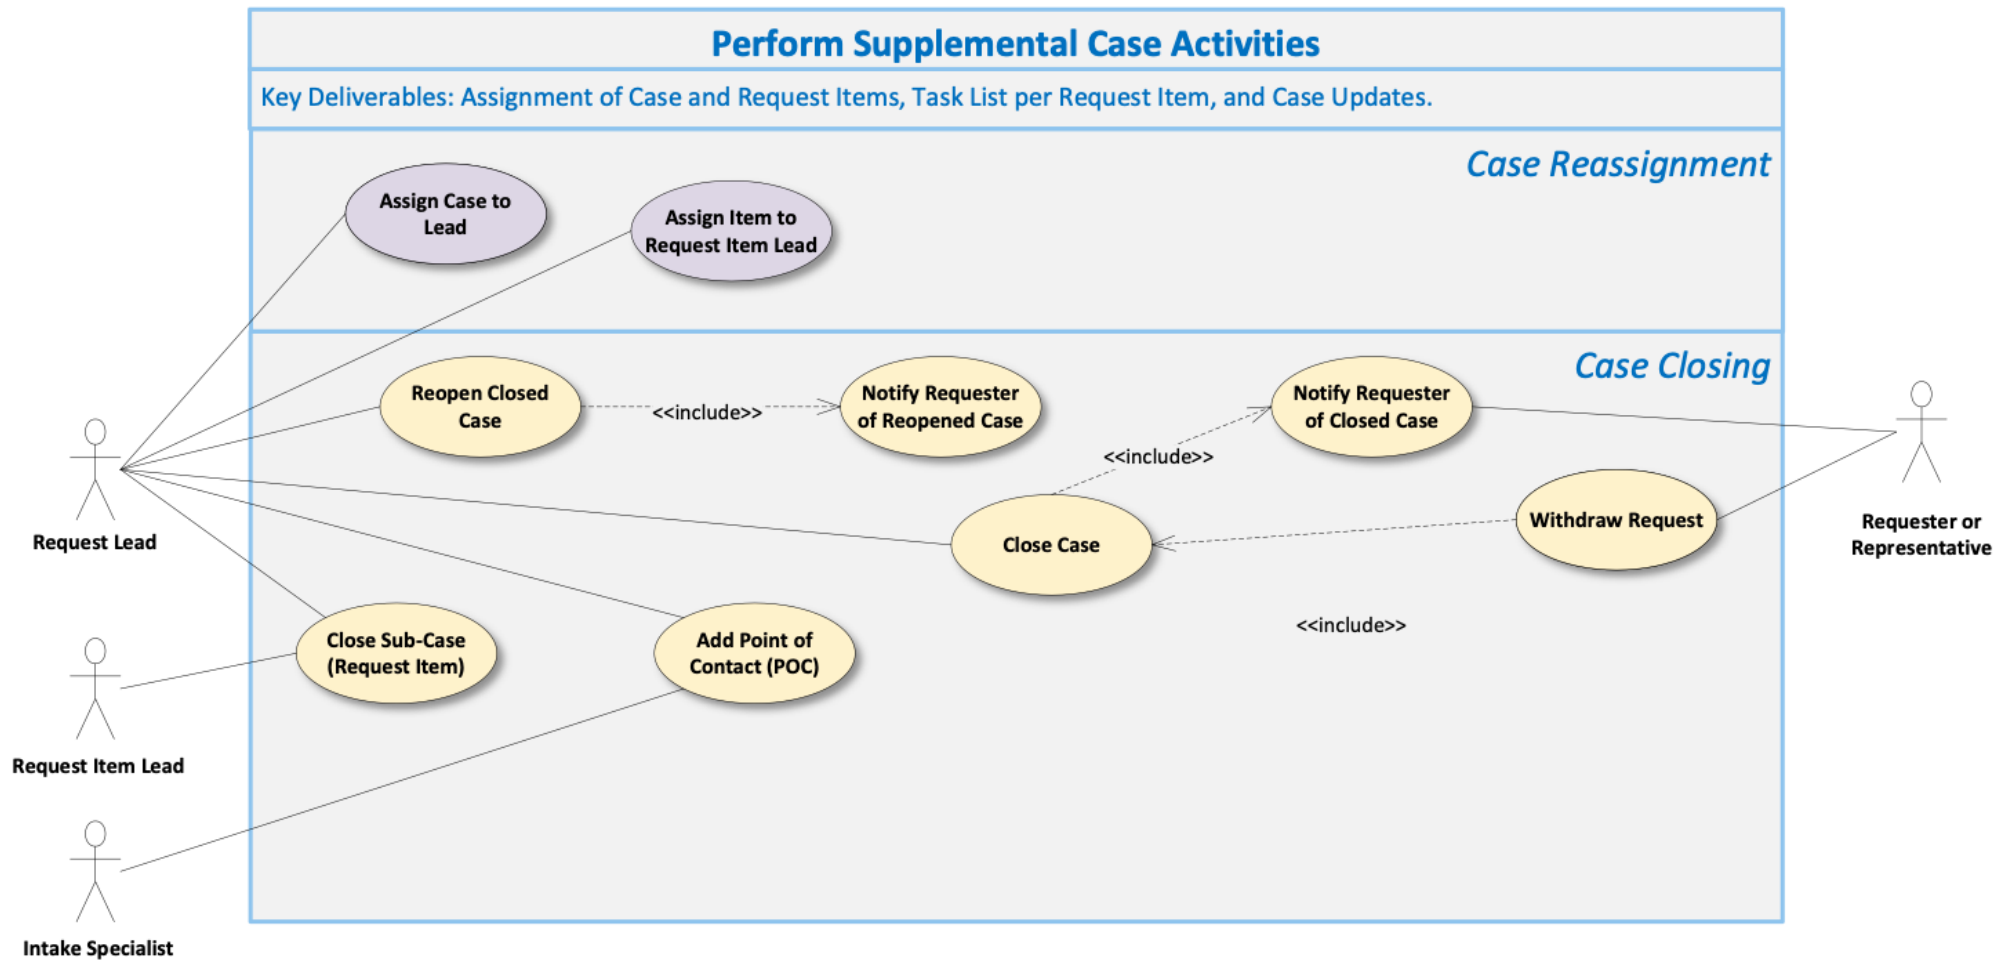 Perform Supplemental Case Activities
Key Deliverables: Assignment of Case and Request Items, Task List per Request Item, and Case Updates.
Case Reassignment
Assign Case to
Lead
Assign Item to
Request Item Lead
Case Closing
Reopen Closed
Case
<<include>>
Notify Requester
of Reopened Case
Notify Requester
of Closed Case
<<include>>
Withdraw Request
Close Case
<<include>>
Close Sub-Case
(Request Item)
Add Point of
Contact (POC)
Request Lead
Request Item Lead
Intake Specialist
Requester or
Representative